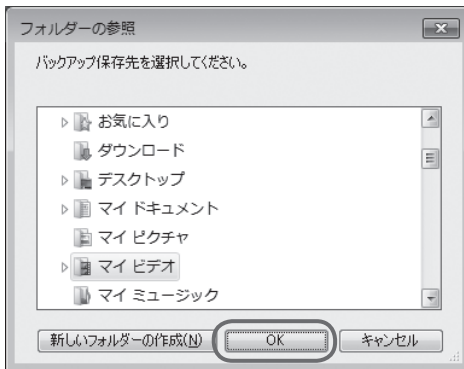 フォルダーの参照
バックアップ保存先を選択してください。
お気に入り
ダウンロード
デスクトップ
マイ ドキュメント
マイ ピクチャ
マイ ビデオ
マイ ミュージック
新しいフォルダーの作成(N) OK キャンセル